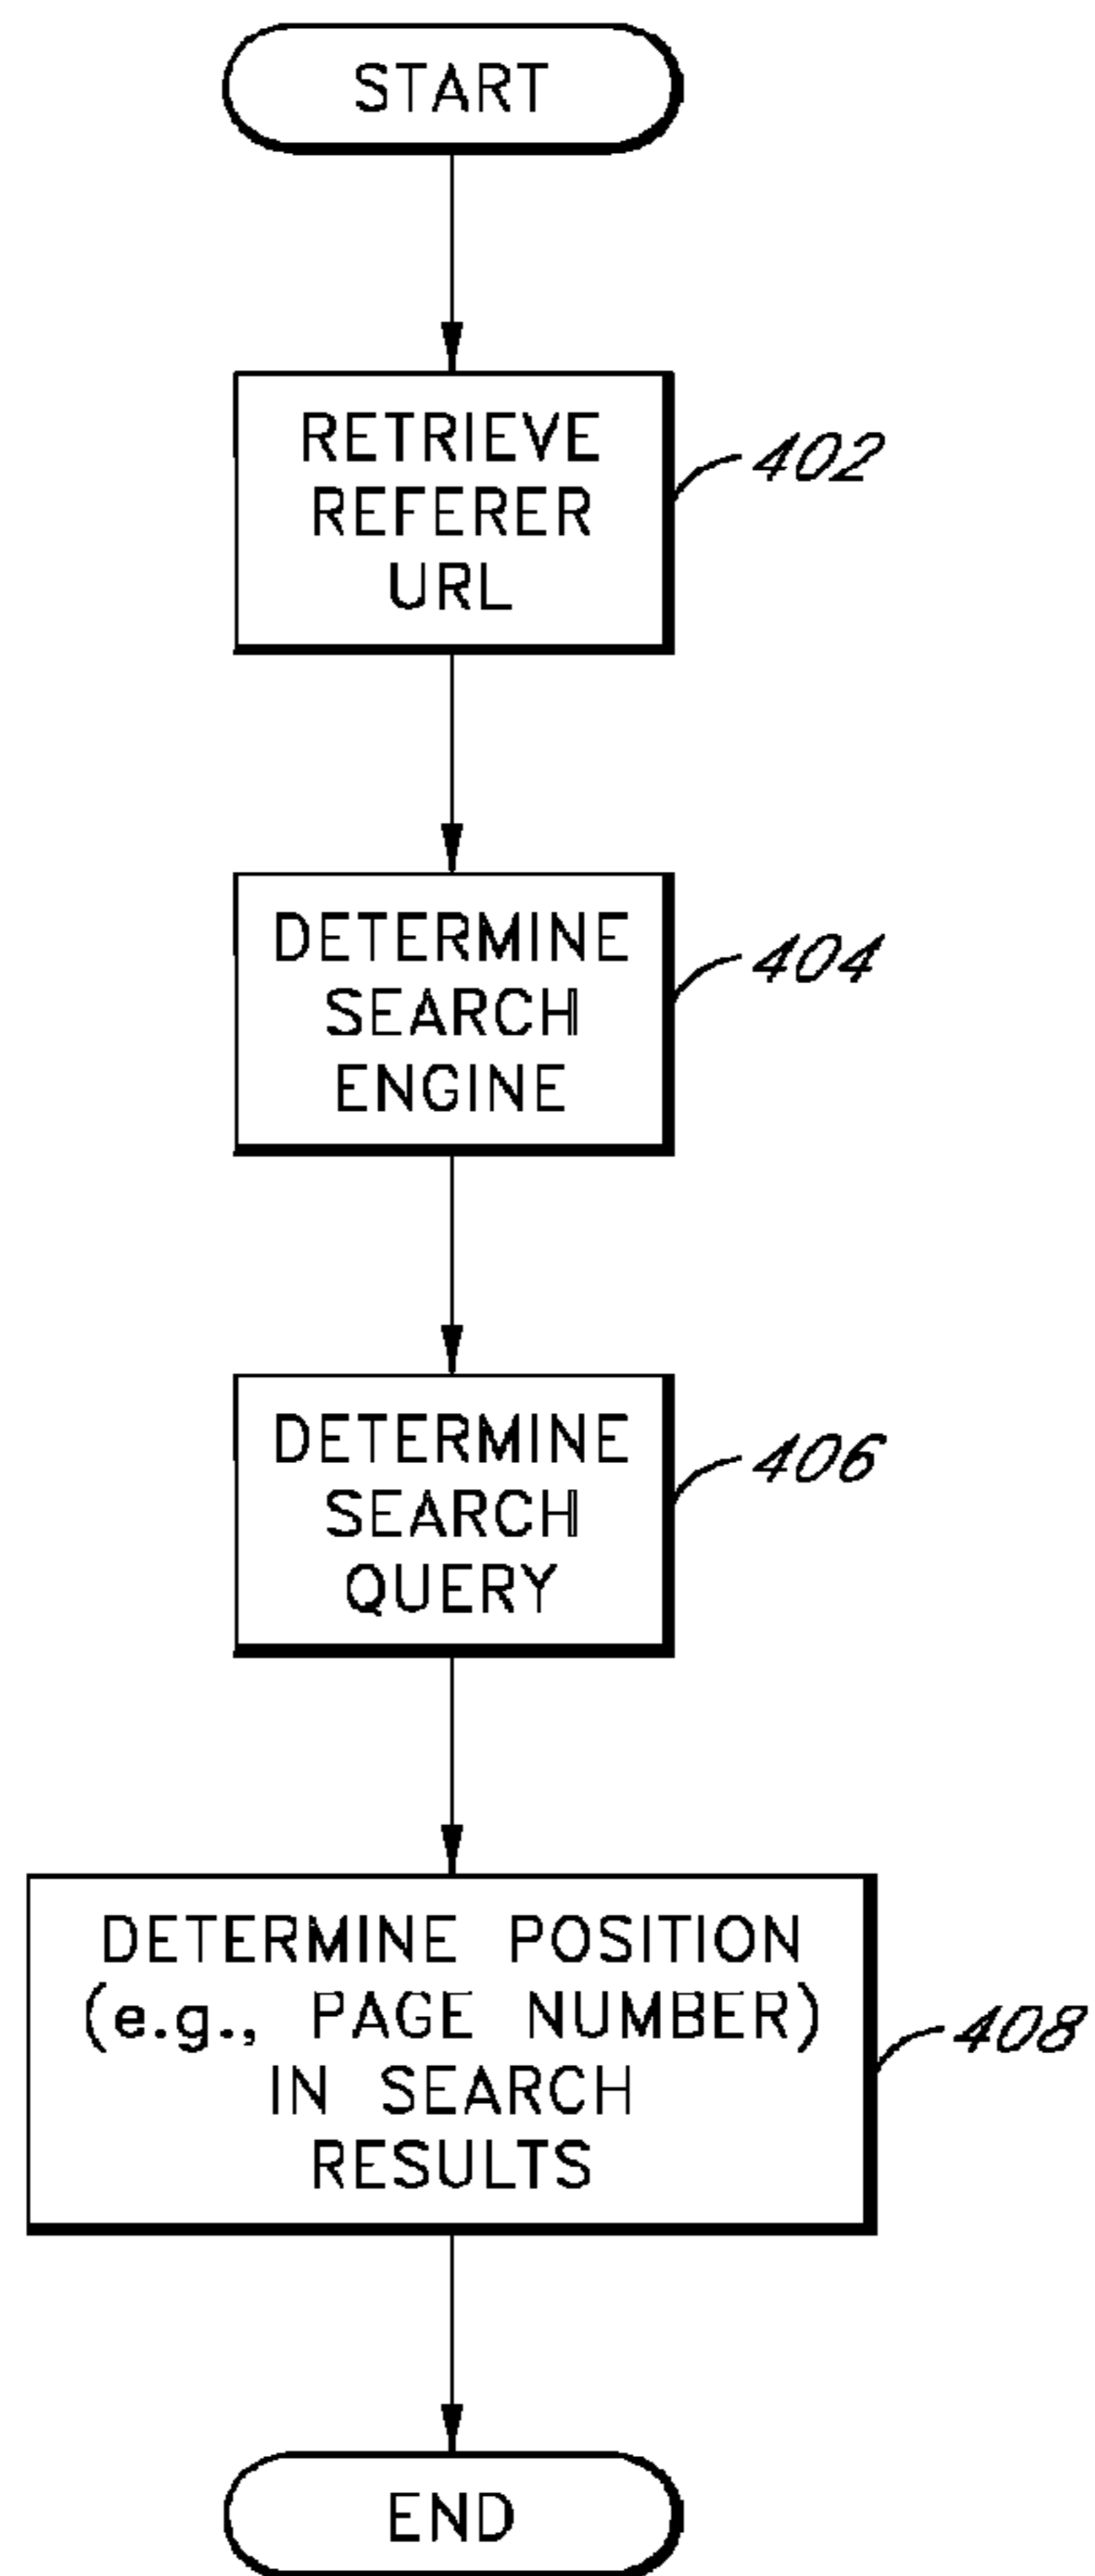 START
RETRIEVE
REFERER
URL
402
DETERMINE
SEARCH
ENGINE
404
DETERMINE
SEARCH
QUERY
406
DETERMINE POSITION
(e.g., PAGE NUMBER)
IN SEARCH
RESULTS
408
END